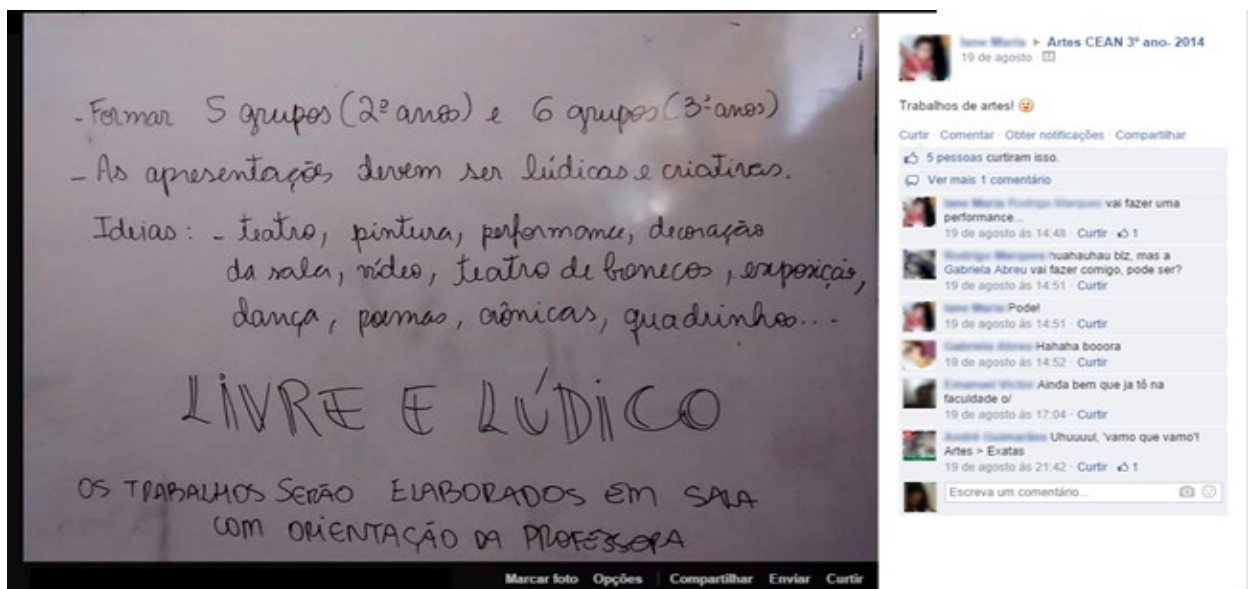 - Formar 5 grupos (2º anos) e 6 grupos (3ºs anos)
- As apresentações devem ser lúdicas e criativas.
Ideias: - teatro, pintura, performance, decoração
da sala, vídeo, teatro de bonecos, exposição,
dança, poemas, crônicas, quadrinhos...
LIVRE E LÚDICO
OS TRABALHOS SERÃO ELABORADOS EM SALA
COM ORIENTAÇÃO DA PROFESSORA
Marcar foto Opções Compartilhar Enviar Curtir
Artes CEAN 3º ano- 2014
19 de agosto
Trabalhos de artes!
Curtir · Comentar · Obter notificações · Compartilhar
5 pessoas curtiram isso.
Ver mais 1 comentário
vai fazer uma
performance...
19 de agosto às 14:48 · Curtir · 1
huahauhau blz, mas a
Gabriela Abreu vai fazer comigo, pode ser?
19 de agosto às 14:51 · Curtir
Pode!
19 de agosto às 14:51 · Curtir
Hahaha booora
19 de agosto às 14:52 · Curtir
Ainda bem que ja tô na
faculdade o/
19 de agosto às 17:04 · Curtir
Uhuuuul, 'vamo que vamo'!
Artes > Exatas
19 de agosto às 21:42 · Curtir · 1
Escreva um comentário...